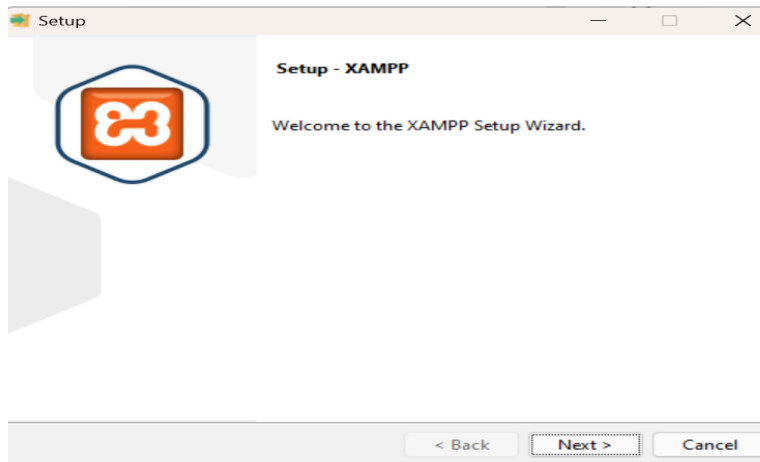 Setup
Setup - XAMPP
Welcome to the XAMPP Setup Wizard.
< Back
Next >
Cancel